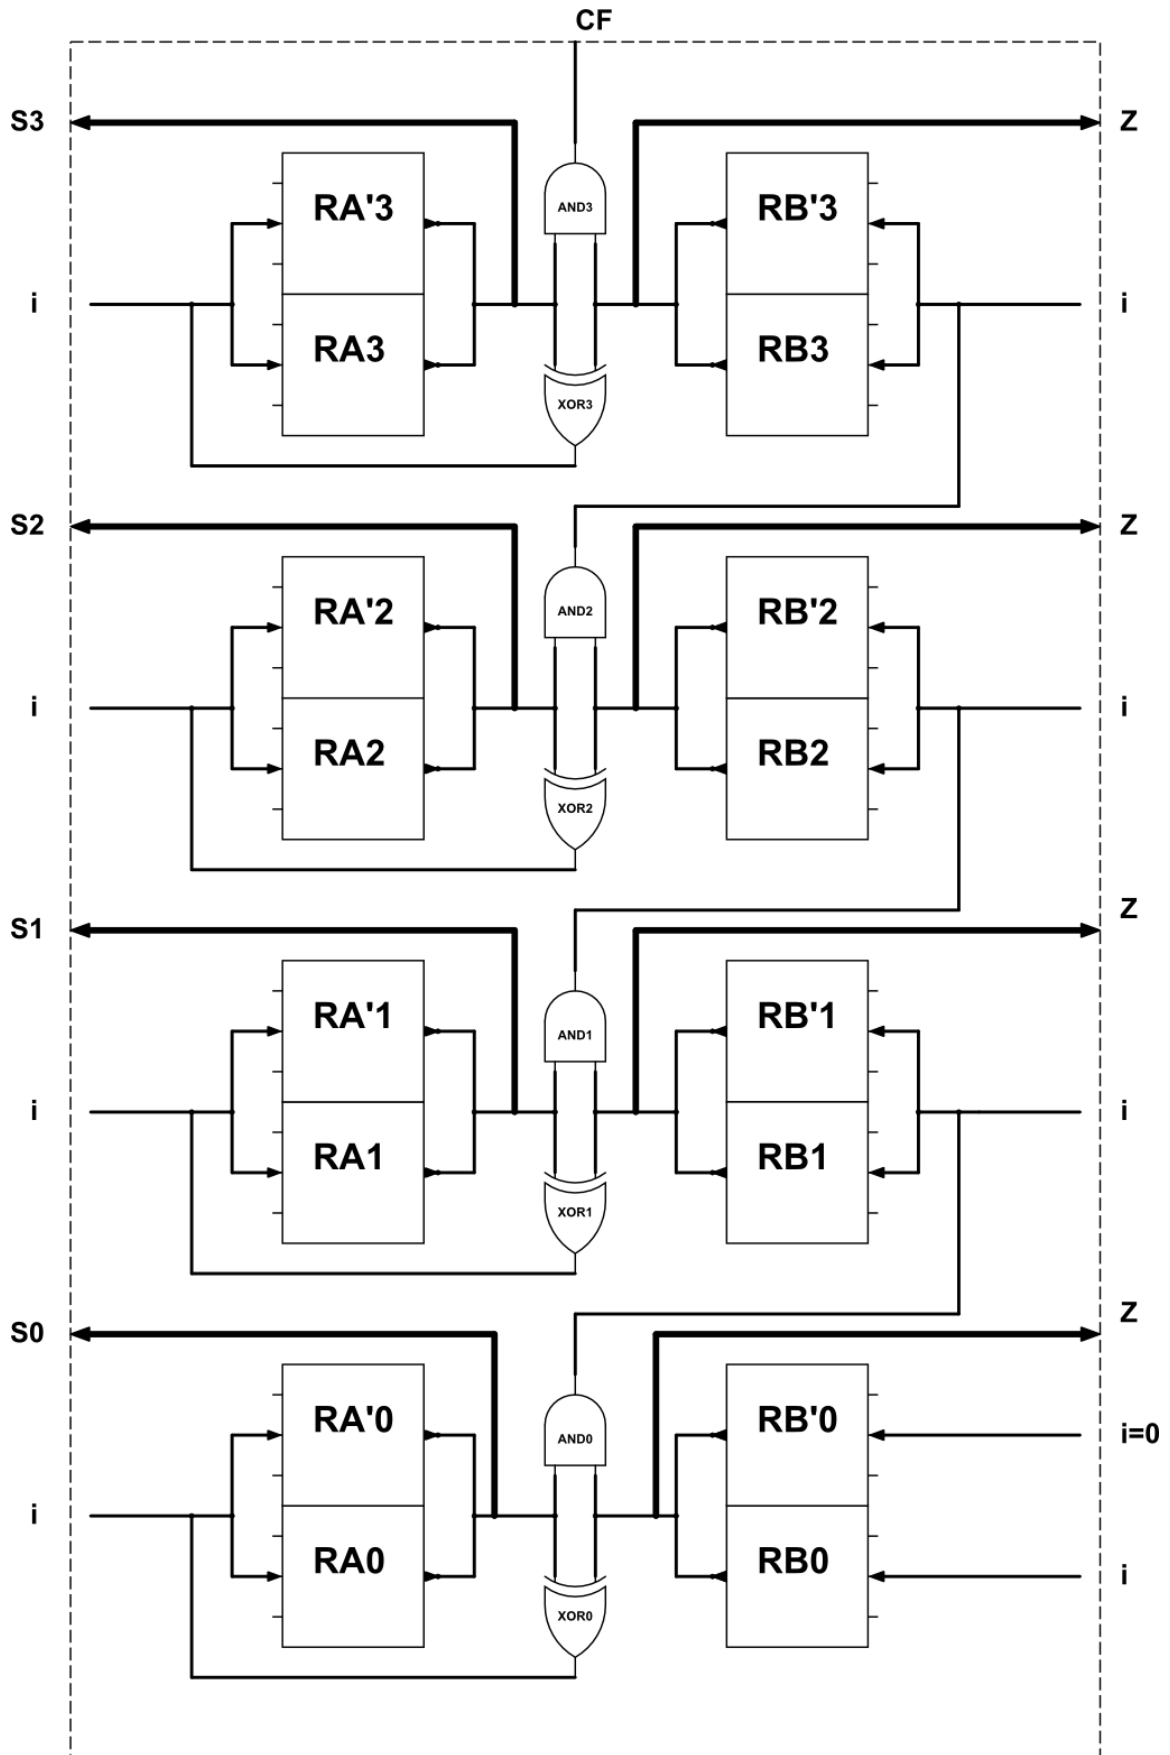 CF
S3 Z
RA'3 AND3 RB'3
i i
RA3 RB3
XOR3
S2 Z
RA'2 AND2 RB'2
i i
RA2 RB2
XOR2
Z
S1
RA'1 AND1 RB'1
i i
RA1 RB1
XOR1
Z
S0
RA'0 AND0 RB'0 i=0
i
RA0 RB0 i
XOR0